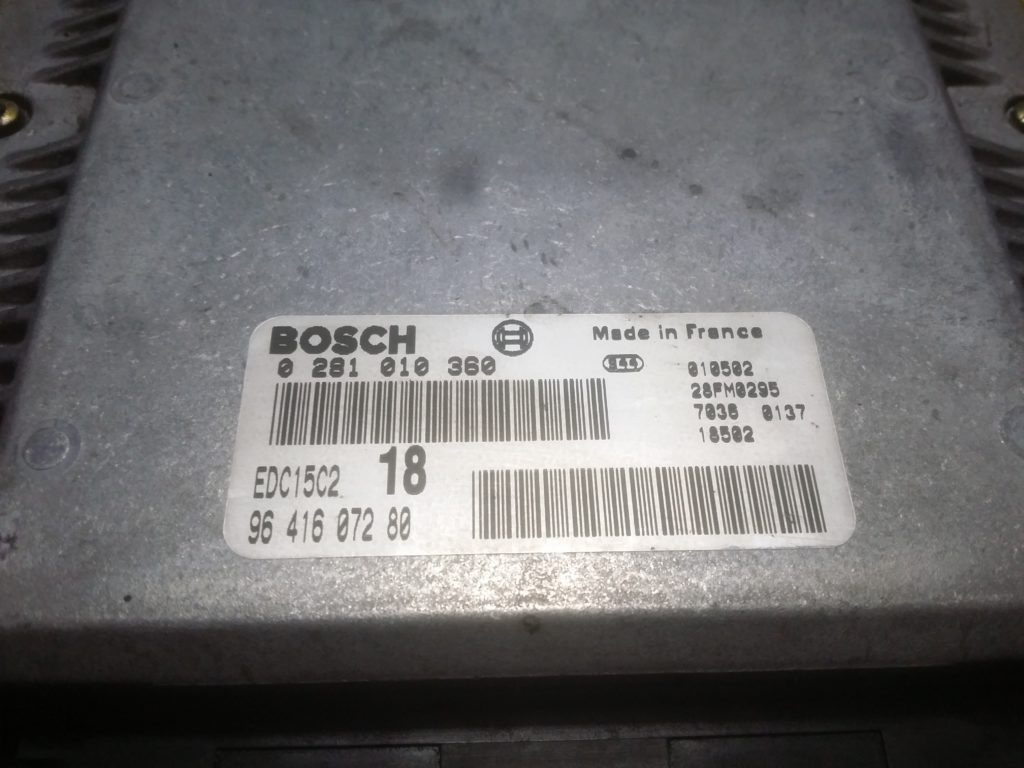 BOSCH
Made in France
0 281 010 360
010502
28FM0295
7036 0137
18502
EDC15C2 18
96 416 072 80